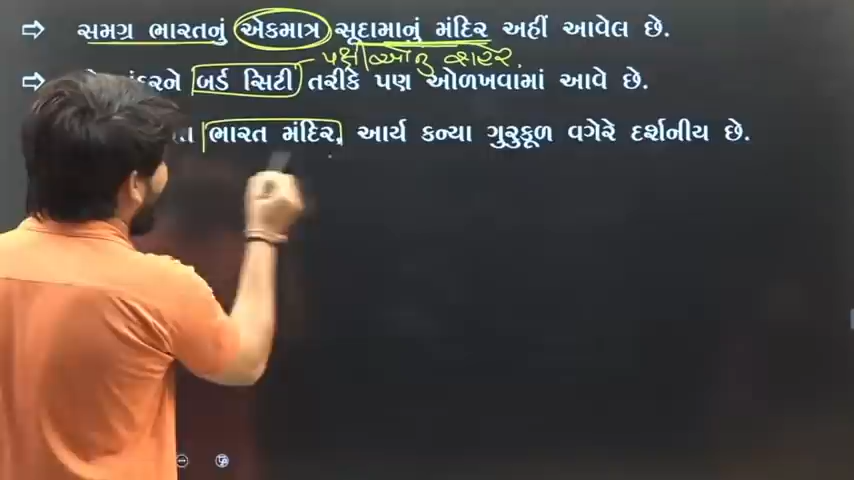 ⇨ સમગ્ર ભારતનું એકમાત્ર સૂદામાનું મંદિર અહીં આવેલ છે.
પક્ષીઓનું શહેર.
⇨ બર્ડ સિટી તરીકે પણ ઓળખવામાં આવે છે.
ભારત મંદિર, આર્ય કન્યા ગુરુકૂળ વગેરે દર્શનીય છે.